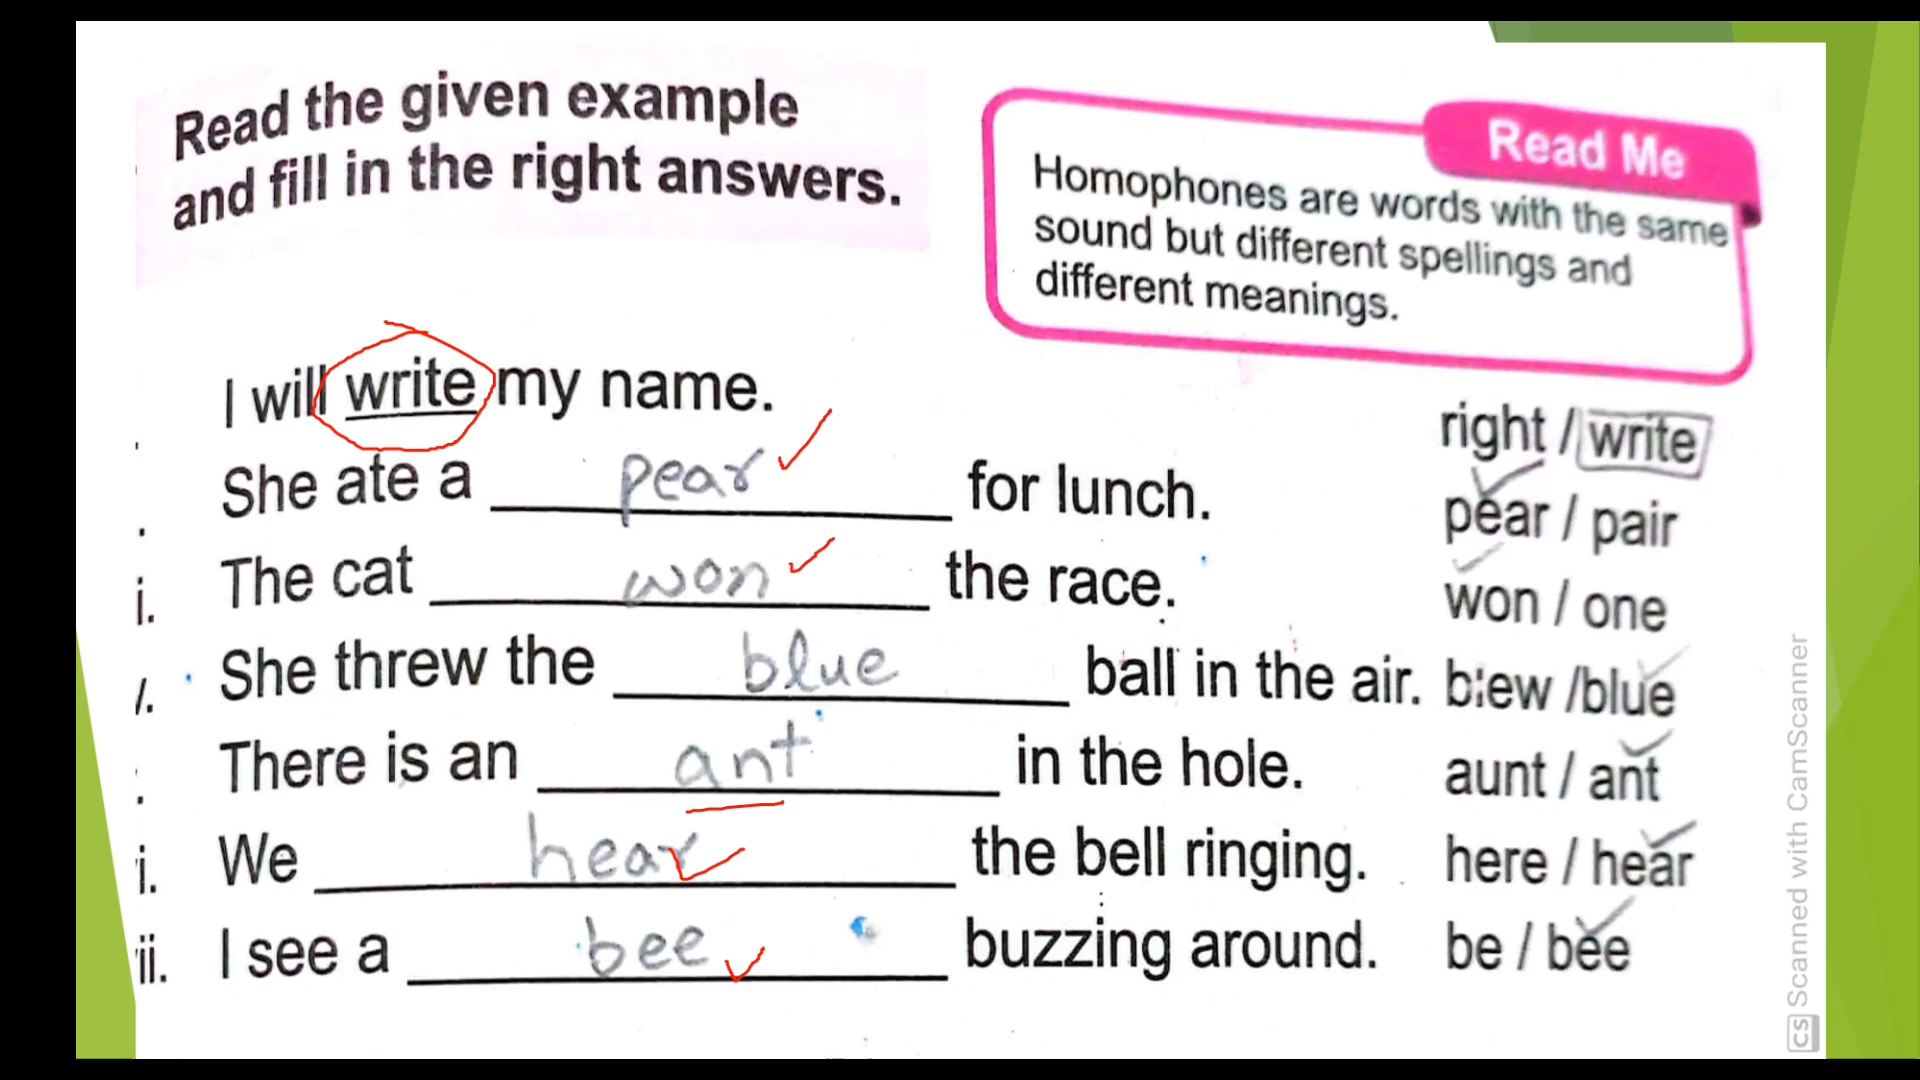 Read the given example
and fill in the right answers.
Read Me
Homophones are words with the same
sound but different spellings and
different meanings.
I will write my name. right / write
She ate a pear for lunch. pear / pair
i. The cat won the race. won / one
She threw the blue ball in the air. blew /blue
There is an ant in the hole. aunt / ant
i. We hear the bell ringing. here / hear
ii. I see a bee buzzing around. be / bee
CS Scanned with CamScanner